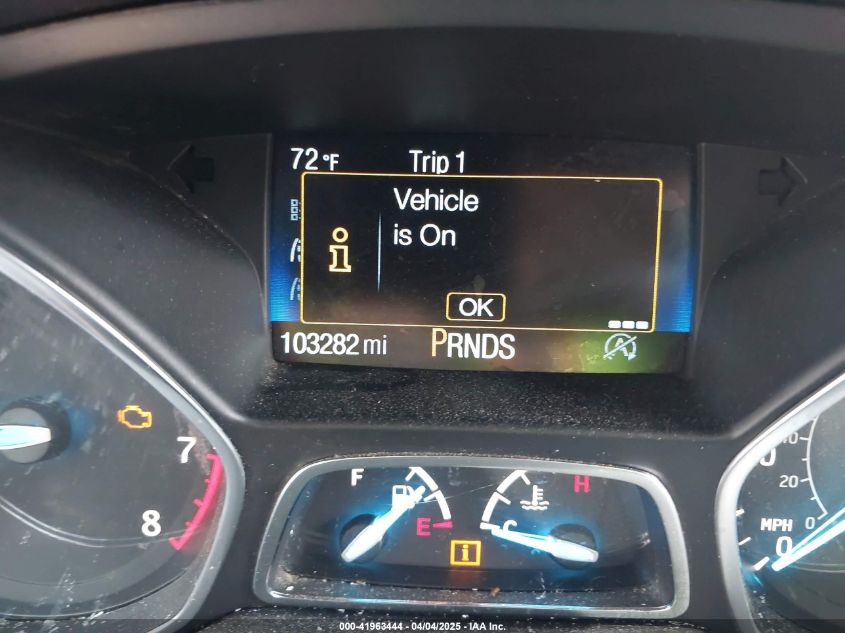 72°F Trip 1
Vehicle
is On
i
OK
103282 mi PRNDS A
7
8
F
E
H
C
i
20
0
MPH
0
000-41963444 - 04/04/2025 - IAA Inc.